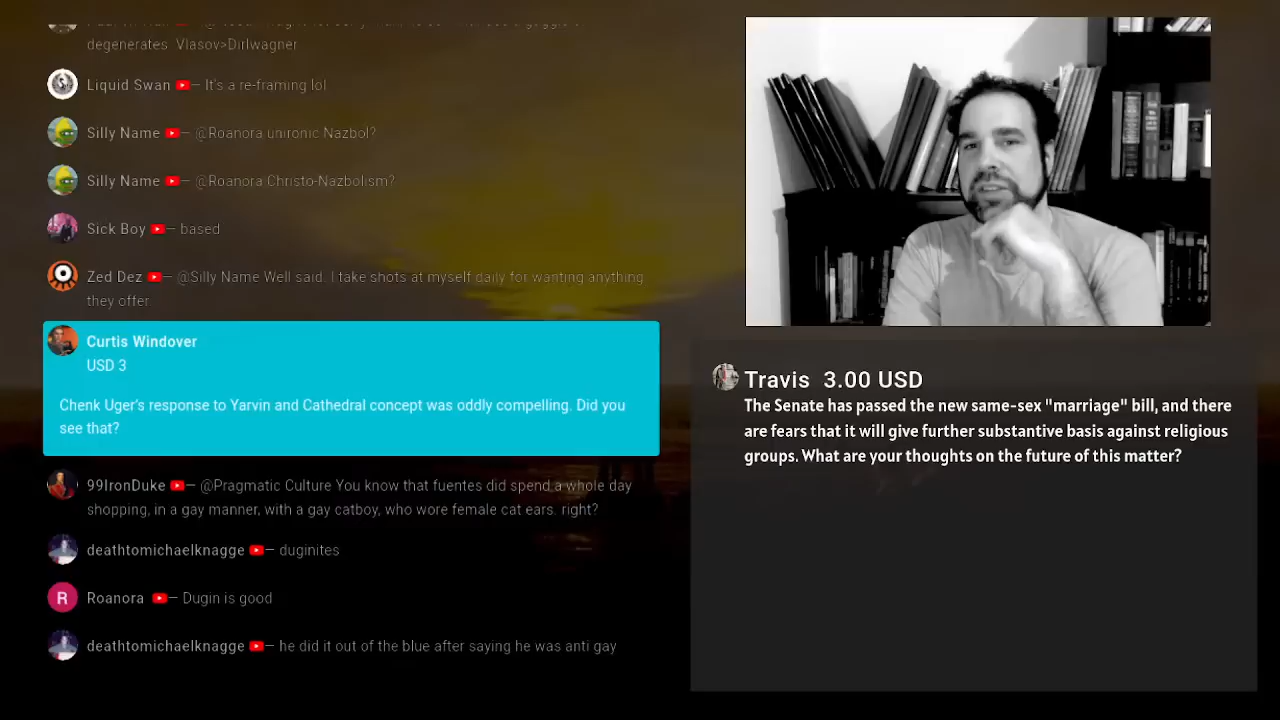 degenerates Vlasov>Dirlwagner
Liquid Swan — It's a re-framing lol
Silly Name — @Roanora unironic Nazbol?
Silly Name — @Roanora Christo-Nazbolism?
Sick Boy — based
Zed Dez — @Silly Name Well said. I take shots at myself daily for wanting anything
they offer
Curtis Windover
USD 3
Chenk Uger's response to Yarvin and Cathedral concept was oddly compelling. Did you
see that?
99IronDuke — @Pragmatic Culture You know that fuentes did spend a whole day
shopping, in a gay manner, with a gay catboy, who wore female cat ears. right?
deathtomichaelknagge — duginites
R
Roanora — Dugin is good
deathtomichaelknagge — he did it out of the blue after saying he was anti gay
Travis 3.00 USD
The Senate has passed the new same-sex "marriage" bill, and there
are fears that it will give further substantive basis against religious
groups. What are your thoughts on the future of this matter?